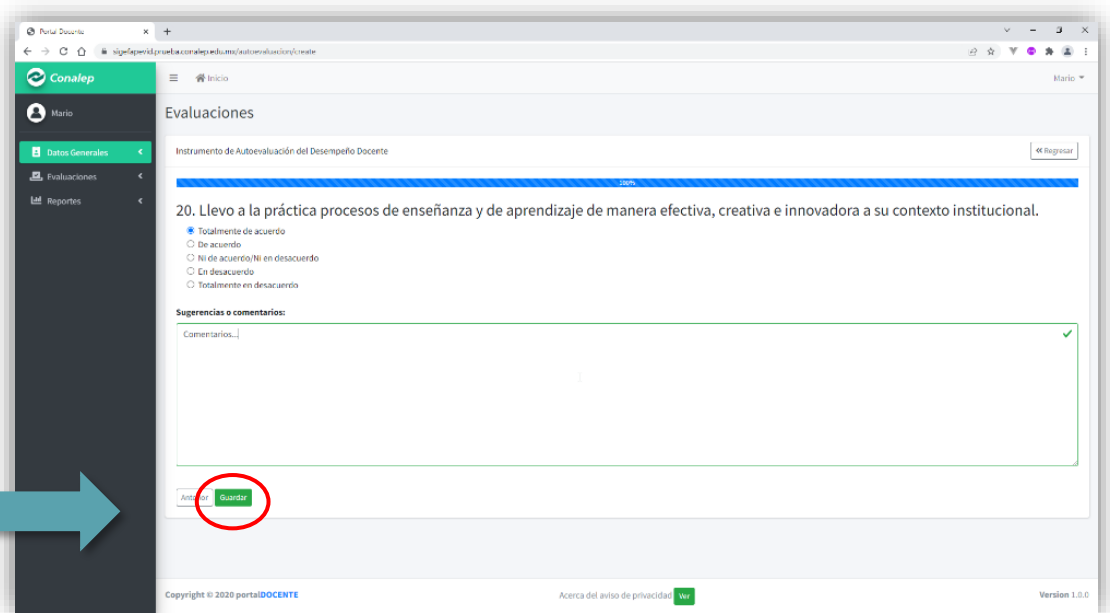 Portal Docente
sigefapevid.prueba.conalep.edu.mx/autoevaluacion/create
Conalep
Inicio
Mario
Mario
Datos Generales
Evaluaciones
Reportes
Evaluaciones
Instrumento de Autoevaluación del Desempeño Docente
Regresar
100%
20. Llevo a la práctica procesos de enseñanza y de aprendizaje de manera efectiva, creativa e innovadora a su contexto institucional.
Totalmente de acuerdo
De acuerdo
Ni de acuerdo/Ni en desacuerdo
En desacuerdo
Totalmente en desacuerdo
Sugerencias o comentarios:
Comentarios...
Anterior
Guardar
Copyright © 2020 portalDOCENTE
Acerca del aviso de privacidad
Ver
Version 1.0.0